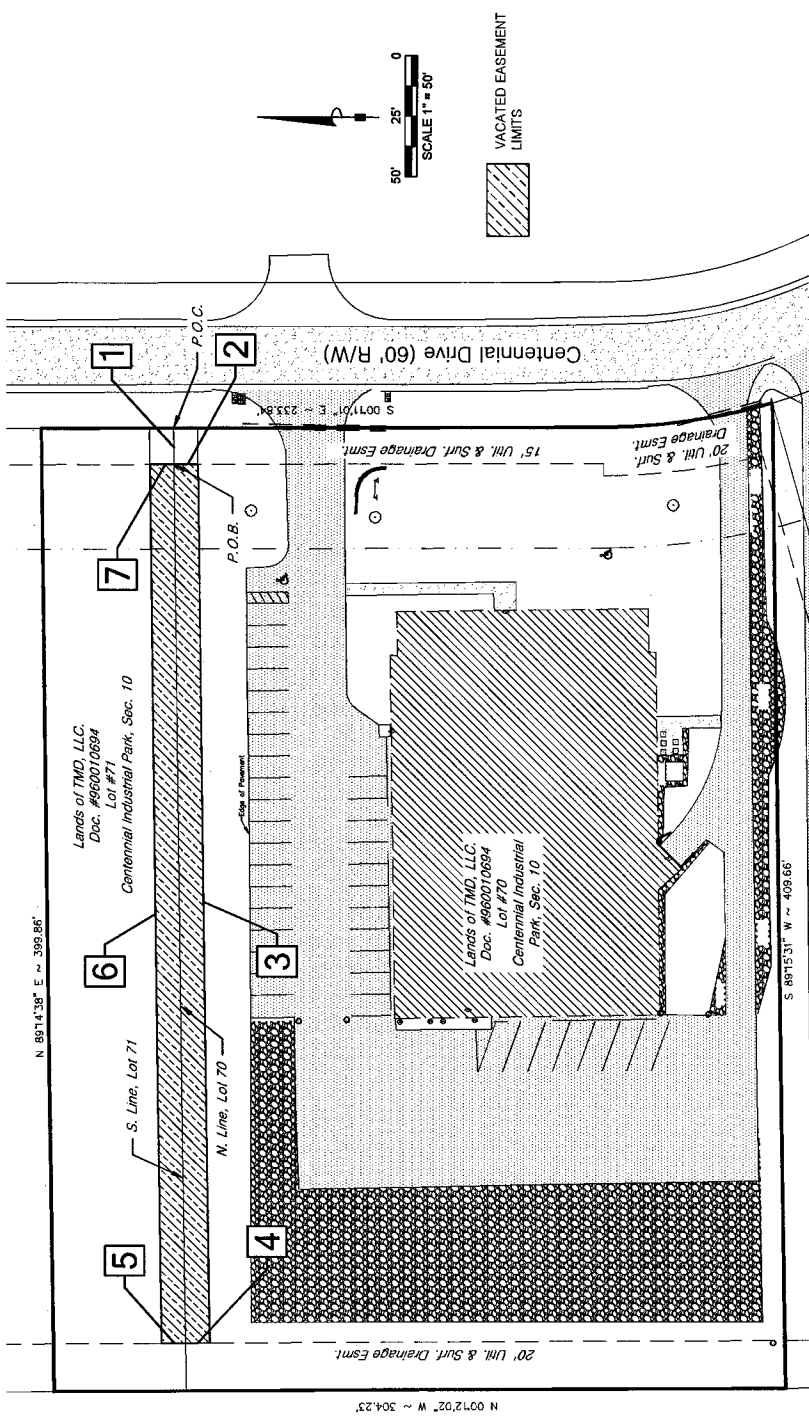 N 89°14'38" E ~ 399.86'
Lands of TMD, LLC.
Doc. #960010694
Lot #71
Centennial Industrial Park, Sec. 10
5
6
7
1
S. Line, Lot 71
N. Line, Lot 70
P.O.C.
P.O.B.
4
3
2
Edge of Pavement
Lands of TMD, LLC.
Doc. #960010694
Lot #70
Centennial Industrial
Park, Sec. 10
20' Util. & Surf. Drainage Esmt.
N 00°12'02" W ~ 304.23'
15' Util. & Surf. Drainage Esmt.
S 00°11'01" E ~ 233.84'
Centennial Drive (60' R/W)
20' Util. & Surf.
Drainage Esmt.
S 89°15'31" W ~ 409.66'
50' 25' 0
SCALE 1" = 50'
VACATED EASEMENT
LIMITS